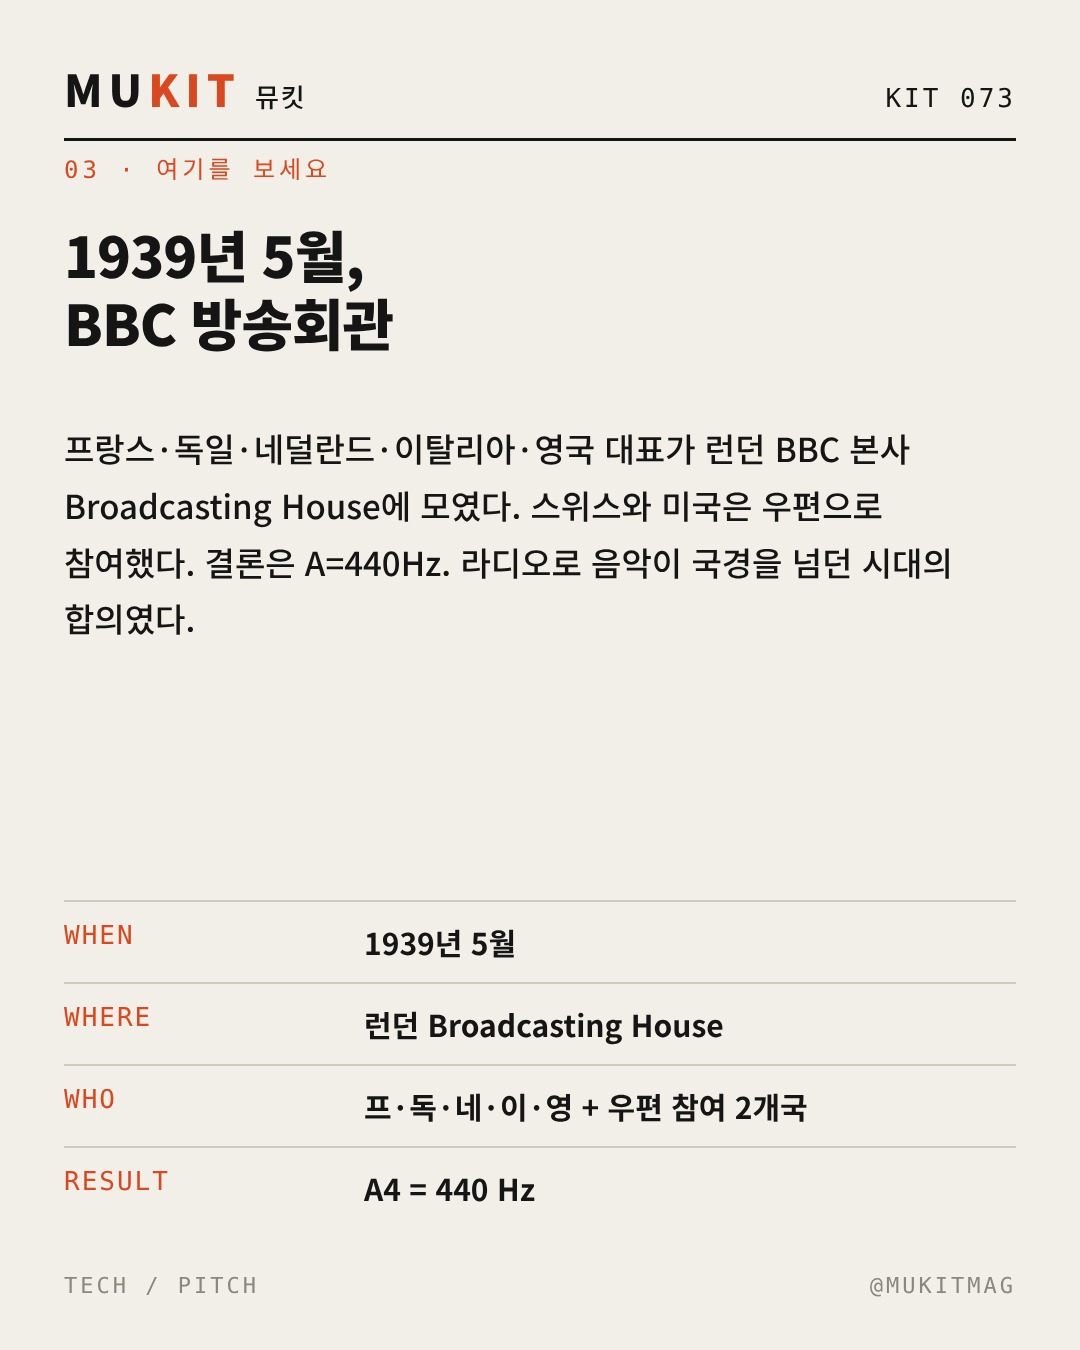 MUKIT 뮤킷
KIT 073
03 · 여기를 보세요
1939년 5월,
BBC 방송회관
프랑스·독일·네덜란드·이탈리아·영국 대표가 런던 BBC 본사
Broadcasting House에 모였다. 스위스와 미국은 우편으로
참여했다. 결론은 A=440Hz. 라디오로 음악이 국경을 넘던 시대의
합의였다.
WHEN 1939년 5월
WHERE 런던 Broadcasting House
WHO 프·독·네·이·영 + 우편 참여 2개국
RESULT A4 = 440 Hz
TECH / PITCH
@MUKITMAG